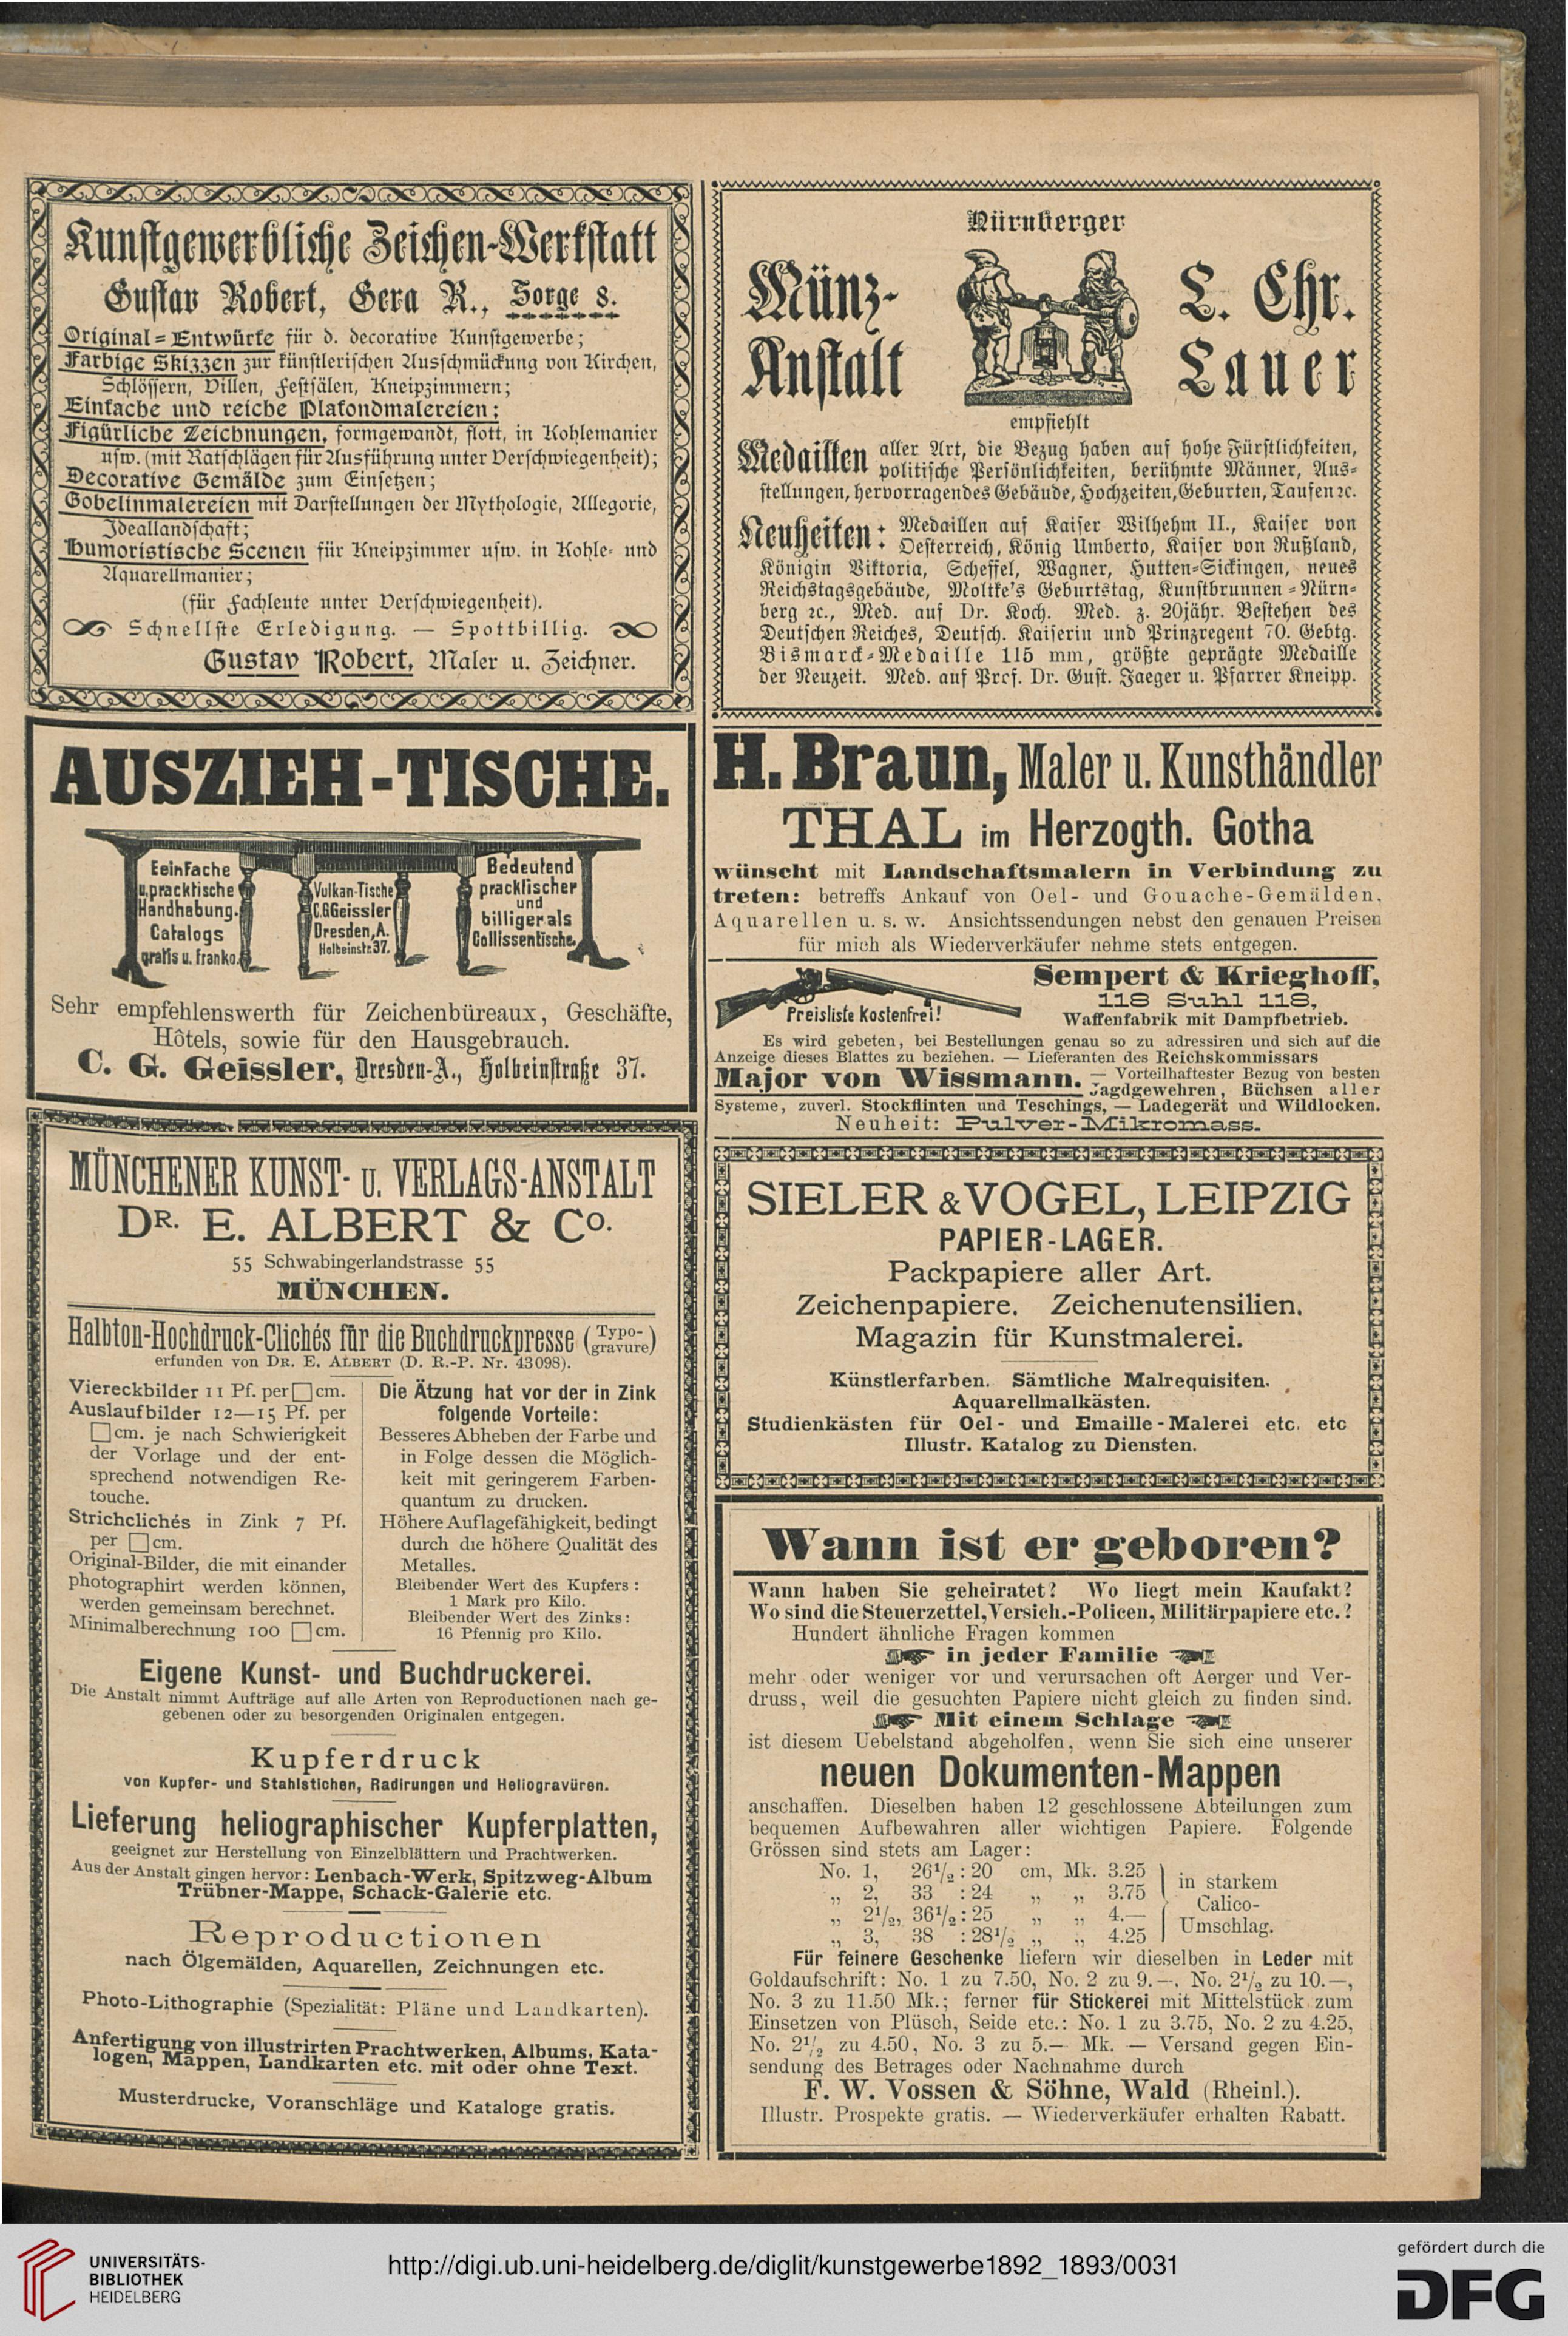 Kunstgewerbliche Zeichen-Werkstatt
Gustav Robert, Gera R., Sorge 8.
Original-Entwürfe für d. decorative Kunstgewerbe;
Farbige Skizzen zur künstlerischen Ausschmückung von Kirchen,
Schlössern, Villen, Festsälen, Kneipzimmern;
Einfache und reiche Plafondmalereien;
Figürliche Zeichnungen, formgewandt, flott, in Kohlemanier
usw. (mit Ratschlägen für Ausführung unter Verschwiegenheit);
Decorative Gemälde zum Einsetzen;
Gobelinmalereien mit Darstellungen der Mythologie, Allegorie,
Ideallandschaft;
Humoristische Scenen für Kneipzimmer usw. in Kohle- und
Aquarellmanier;
(für Fachleute unter Verschwiegenheit).
Schnellste Erledigung. — Spottbillig.
Gustav Robert, Maler u. Zeichner.
AUSZIEH-TISCHE.
Eeinfache
u. pracktische
Handhabung.
Catalogs
gratis u. franko.
Vulkan-Tische
C.G Geissler
Dresden, A.
Holbeinstr. 37.
Bedeutend
pracktischer
und
billiger als
Collissentische.
Sehr empfehlenswerth für Zeichenbüreaux, Geschäfte,
Hôtels, sowie für den Hausgebrauch.
C. G. Geissler, Dresden-A., Holbeinstraße 37.
MÜNCHENER KUNST- u. VERLAGS-ANSTALT
DR. E. ALBERT & Co.
55 Schwabingerlandstrasse 55
MÜNCHEN.
Halbton-Hochdruck-Clichés für die Buchdruckpresse (Typo-gravure)
erfunden von DR. E. ALBERT (D. R.-P. Nr. 43098).
Viereckbilder 11 Pf. per □ cm.
Auslaufbilder 12—15 Pf. per
□ cm. je nach Schwierigkeit
der Vorlage und der ent-
sprechend notwendigen Re-
touche.
Strichclichés in Zink 7 Pf.
per □ cm.
Original-Bilder, die mit einander
photographirt werden können,
werden gemeinsam berechnet.
Minimalberechnung 100 □ cm.
Die Ätzung hat vor der in Zink
folgende Vorteile:
Besseres Abheben der Farbe und
in Folge dessen die Möglich-
keit mit geringerem Farben-
quantum zu drucken.
Höhere Auflagefähigkeit, bedingt
durch die höhere Qualität des
Metalles.
Bleibender Wert des Kupfers:
1 Mark pro Kilo.
Bleibender Wert des Zinks:
16 Pfennig pro Kilo.
Eigene Kunst- und Buchdruckerei.
Die Anstalt nimmt Aufträge auf alle Arten von Reproductionen nach ge-
gebenen oder zu besorgenden Originalen entgegen.
Kupferdruck
von Kupfer- und Stahlstichen, Radirungen und Heliogravüren.
Lieferung heliographischer Kupferplatten,
geeignet zur Herstellung von Einzelblättern und Prachtwerken.
Aus der Anstalt gingen hervor: Lenbach-Werk, Spitzweg-Album
Trübner-Mappe, Schack-Galerie etc.
Reproductionen
nach Ölgemälden, Aquarellen, Zeichnungen etc.
Photo-Lithographie (Spezialität: Pläne und Landkarten).
Anfertigung von illustrirten Prachtwerken, Albums, Kata-
logen, Mappen, Landkarten etc. mit oder ohne Text.
Musterdrucke, Voranschläge und Kataloge gratis.
Nürnberger
Münz-
Anstalt
L. Chr.
Lauer
empfiehlt
Medaillen aller Art, die Bezug haben auf hohe Fürstlichkeiten,
politische Persönlichkeiten, berühmte Männer, Aus-
stellungen, hervorragendes Gebäude, Hochzeiten, Geburten, Taufen ꝛc.
Neuheiten: Medaillen auf Kaiser Wilhehm II., Kaiser von
Oesterreich, König Umberto, Kaiser von Rußland,
Königin Viktoria, Scheffel, Wagner, Hutten-Sickingen, neues
Reichstagsgebäude, Moltke's Geburtstag, Kunstbrunnen-Nürn-
berg ꝛc., Med. auf Dr. Koch. Med. z. 20jähr. Bestehen des
Deutschen Reiches, Deutsch. Kaiserin und Prinzregent 70. Gebtg.
Bismarck-Medaille 115 mm, größte geprägte Medaille
der Neuzeit. Med. auf Prof. Dr. Gust. Jaeger u. Pfarrer Kneipp.
H. Braun, Maler u. Kunsthändler
THAL im Herzogth. Gotha
wünscht mit Landschaftsmalern in Verbindung zu
treten: betreffs Ankauf von Oel- und Gouache-Gemälden,
Aquarellen u. s. w. Ansichtssendungen nebst den genauen Preisen
für mich als Wiederverkäufer nehme stets entgegen.
Preisliste kostenfrei!
Sempert & Krieghoff,
118 Suhl 118,
Waffenfabrik mit Dampfbetrieb.
Es wird gebeten, bei Bestellungen genau so zu adressiren und sich auf die
Anzeige dieses Blattes zu beziehen. — Lieferanten des Reichskommissars
Major von Wissmann. — Vorteilhaftester Bezug von besten
Jagdgewehren, Büchsen aller
Systeme, zuverl. Stockflinten und Teschings, — Ladegerät und Wildlocken.
Neuheit: Pulver-Mikromass.
SIELER & VOGEL, LEIPZIG
PAPIER-LAGER.
Packpapiere aller Art.
Zeichenpapiere. Zeichenutensilien.
Magazin für Kunstmalerei.
Künstlerfarben. Sämtliche Malrequisiten.
Aquarellmalkästen.
Studienkästen für Oel- und Emaille-Malerei etc. etc
Illustr. Katalog zu Diensten.
Wann ist er geboren?
Wann haben Sie geheiratet? Wo liegt mein Kaufakt?
Wo sind die Steuerzettel, Versich.-Policen, Militärpapiere etc.?
Hundert ähnliche Fragen kommen
in jeder Familie
mehr oder weniger vor und verursachen oft Aerger und Ver-
druss, weil die gesuchten Papiere nicht gleich zu finden sind.
Mit einem Schlage
ist diesem Uebelstand abgeholfen, wenn Sie sich eine unserer
neuen Dokumenten-Mappen
anschaffen. Dieselben haben 12 geschlossene Abteilungen zum
bequemen Aufbewahren aller wichtigen Papiere. Folgende
Grössen sind stets am Lager:
No. 1, 26½ : 20 cm, Mk. 3.25
„ 2, 33 : 24 „ „ 3.75
„ 2½, 36½ : 25 „ „ 4.—
„ 3, 38 : 28½ „ „ 4.25
in starkem
Calico-
Umschlag.
Für feinere Geschenke liefern wir dieselben in Leder mit
Goldaufschrift: No. 1 zu 7.50, No. 2 zu 9.—, No. 2½ zu 10.—,
No. 3 zu 11.50 Mk.; ferner für Stickerei mit Mittelstück zum
Einsetzen von Plüsch, Seide etc.: No. 1 zu 3.75, No. 2 zu 4.25,
No. 2½ zu 4.50, No. 3 zu 5.— Mk. — Versand gegen Ein-
sendung des Betrages oder Nachnahme durch
F. W. Vossen & Söhne, Wald (Rheinl.).
Illustr. Prospekte gratis. — Wiederverkäufer erhalten Rabatt.
UNIVERSITÄTS-
BIBLIOTHEK
HEIDELBERG
http://digi.ub.uni-heidelberg.de/diglit/kunstgewerbe1892_1893/0031
gefördert durch die
DFG